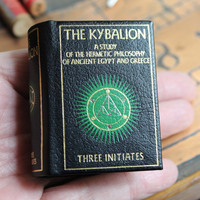 THE KYBALION
A STUDY
OF THE HERMETIC PHILOSOPHY
OF ANCIENT EGYPT AND GREECE
THREE INITIATES